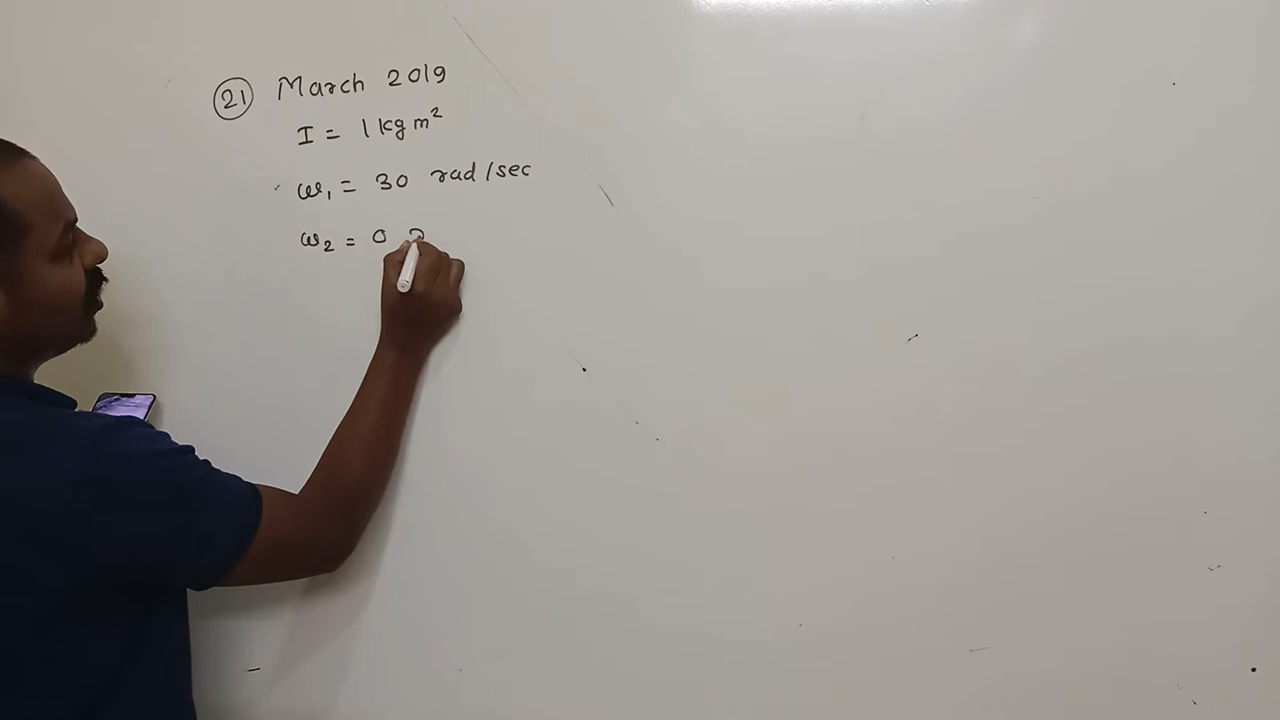 21 March 2019
I = 1 kg m²
ω₁ = 30 rad/sec
ω₂ = 0